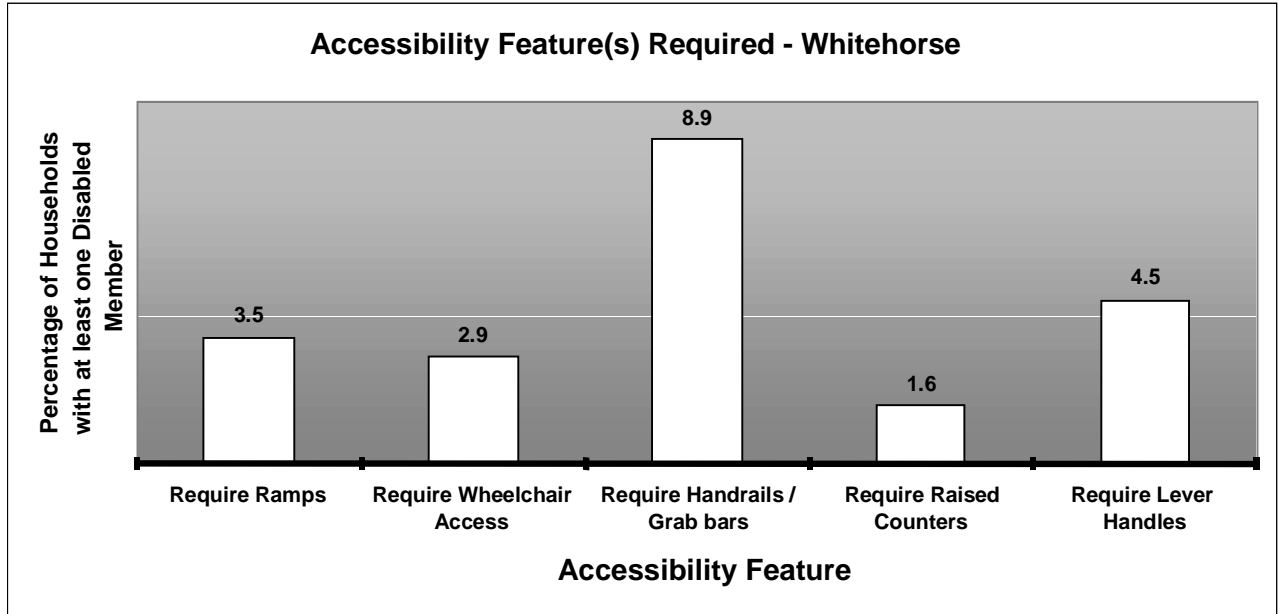 Accessibility Feature(s) Required - Whitehorse
Percentage of Households
with at least one Disabled
Member
3.5
2.9
8.9
1.6
4.5
Require Ramps
Require Wheelchair
Access
Require Handrails /
Grab bars
Require Raised
Counters
Require Lever
Handles
Accessibility Feature